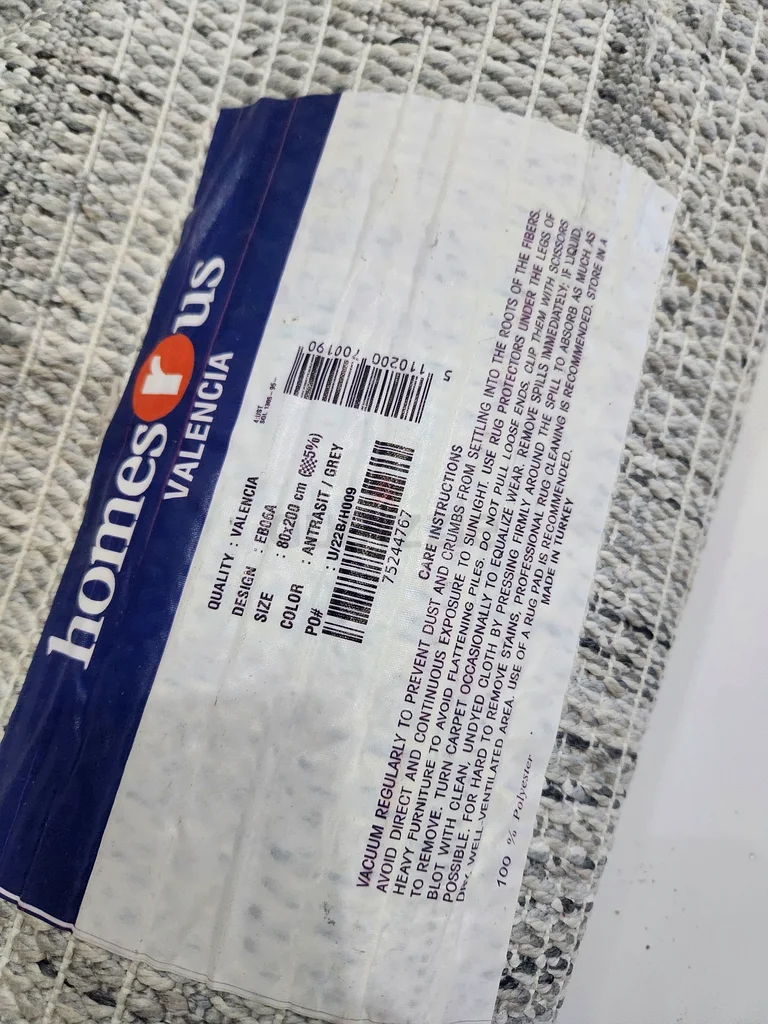 homes r us
VALENCIA
QUALITY : VALENCIA
DESIGN : ER06A
SIZE : 80x200 cm (5%)
COLOR : ANTRASIT / GREY
PO# : U22B/H009
75244767
5 110200 700190
CARE INSTRUCTIONS
VACUUM REGULARLY TO PREVENT DUST AND CRUMBS FROM SETTLING INTO THE ROOTS OF THE FIBERS.
AVOID DIRECT AND CONTINUOUS EXPOSURE TO SUNLIGHT. USE RUG PROTECTORS UNDER THE LEGS OF
HEAVY FURNITURE TO AVOID FLATTENING PILES. DO NOT PULL LOOSE ENDS, CLIP THEM WITH SCISSORS
TO REMOVE. TURN CARPET OCCASIONALLY TO EQUALIZE WEAR. REMOVE SPILLS IMMEDIATELY; IF LIQUID,
BLOT WITH CLEAN, UNDYED CLOTH BY PRESSING FIRMLY AROUND THE SPILL TO ABSORB AS MUCH AS
POSSIBLE. FOR HARD TO REMOVE STAINS, PROFESSIONAL RUG CLEANING IS RECOMMENDED. STORE IN A
DRY, WELL-VENTILATED AREA. USE OF A RUG PAD IS RECOMMENDED.
MADE IN TURKEY
100 % Polyester